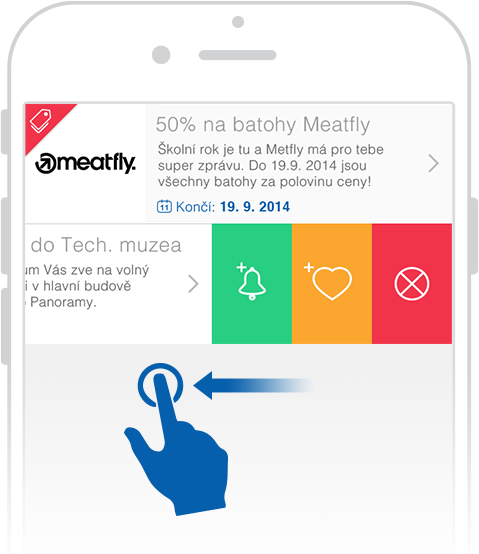 50% na batohy Meatfly
meatfly.
Školní rok je tu a Metfly má pro tebe
super zprávu. Do 19.9. 2014 jsou
všechny batohy za polovinu ceny!
11 Končí: 19. 9. 2014
do Tech. muzea
um Vás zve na volný
i v hlavní budově
Panoramy.